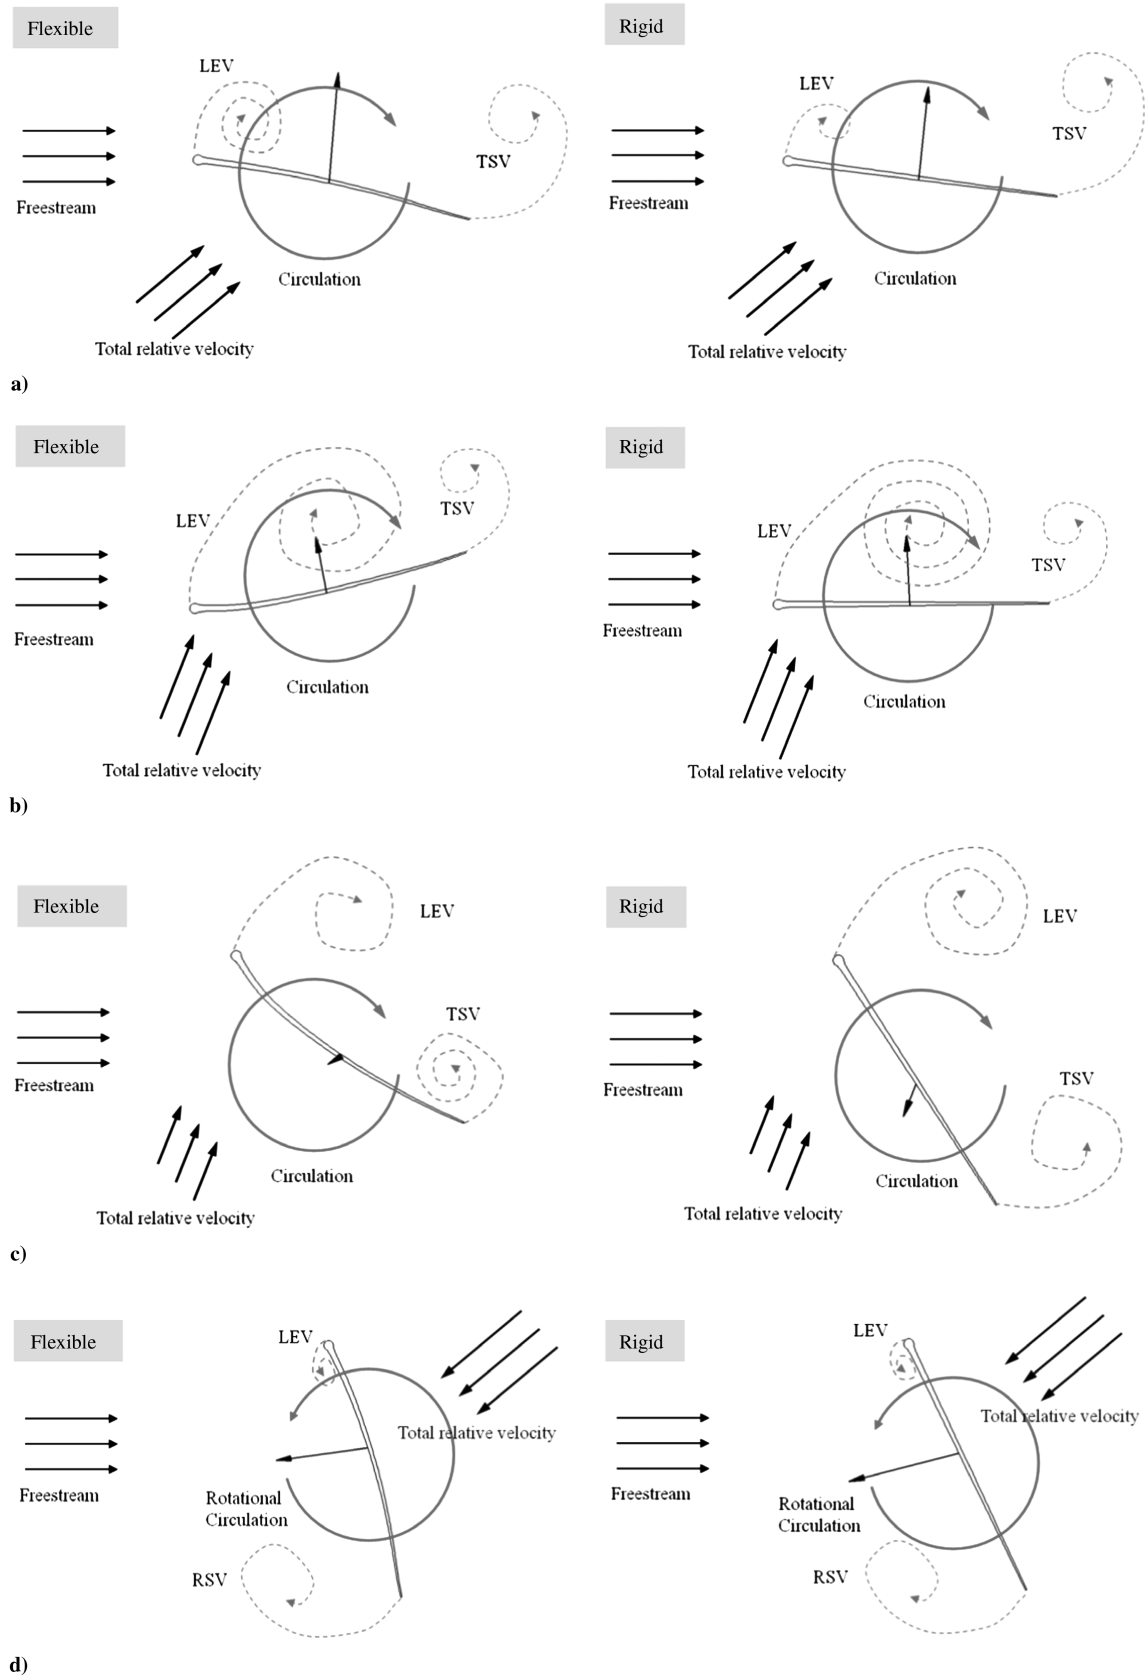 Flexible
Rigid
LEV
TSV
LEV
TSV
Freestream
Freestream
Circulation
Circulation
Total relative velocity
Total relative velocity
a)
Flexible
Rigid
LEV
TSV
LEV
TSV
Freestream
Freestream
Circulation
Circulation
Total relative velocity
Total relative velocity
b)
Flexible
Rigid
LEV
LEV
TSV
TSV
Freestream
Freestream
Circulation
Circulation
Total relative velocity
Total relative velocity
c)
Flexible
Rigid
LEV
LEV
Total relative velocity
Total relative velocity
Freestream
Freestream
Rotational
Circulation
Rotational
Circulation
RSV
RSV
d)